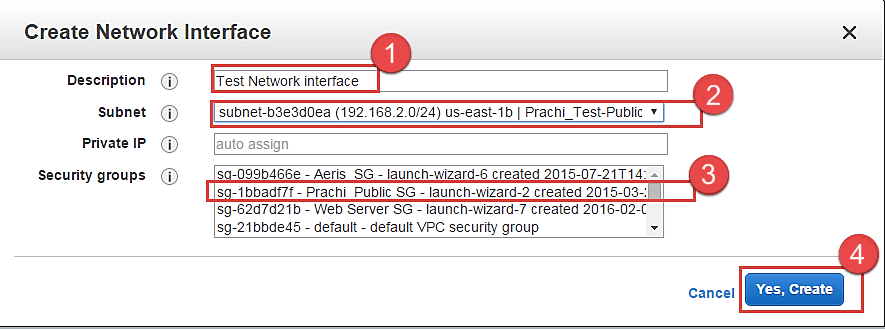 Create Network Interface
1
Description i Test Network interface
2
Subnet i subnet-b3e3d0ea (192.168.2.0/24) us-east-1b | Prachi_Test-Public
Private IP i auto assign
Security groups i sg-099b466e - Aeris SG - launch-wizard-6 created 2015-07-21T14:
3
sg-1bbadf7f - Prachi_Public SG - launch-wizard-2 created 2015-03-2
sg-62d7d21b - Web Server SG - launch-wizard-7 created 2016-02-0
sg-21bbde45 - default - default VPC security group
4
Cancel Yes, Create